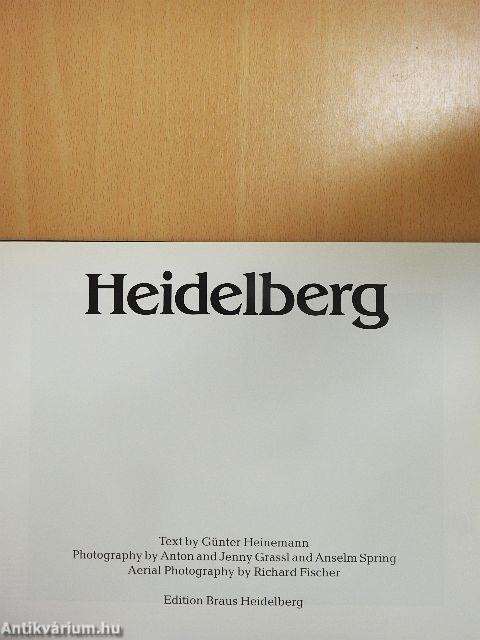 Heidelberg
Text by Günter Heinemann
Photography by Anton and Jenny Grassl and Anselm Spring
Aerial Photography by Richard Fischer
Edition Braus Heidelberg
Antikvárium.hu